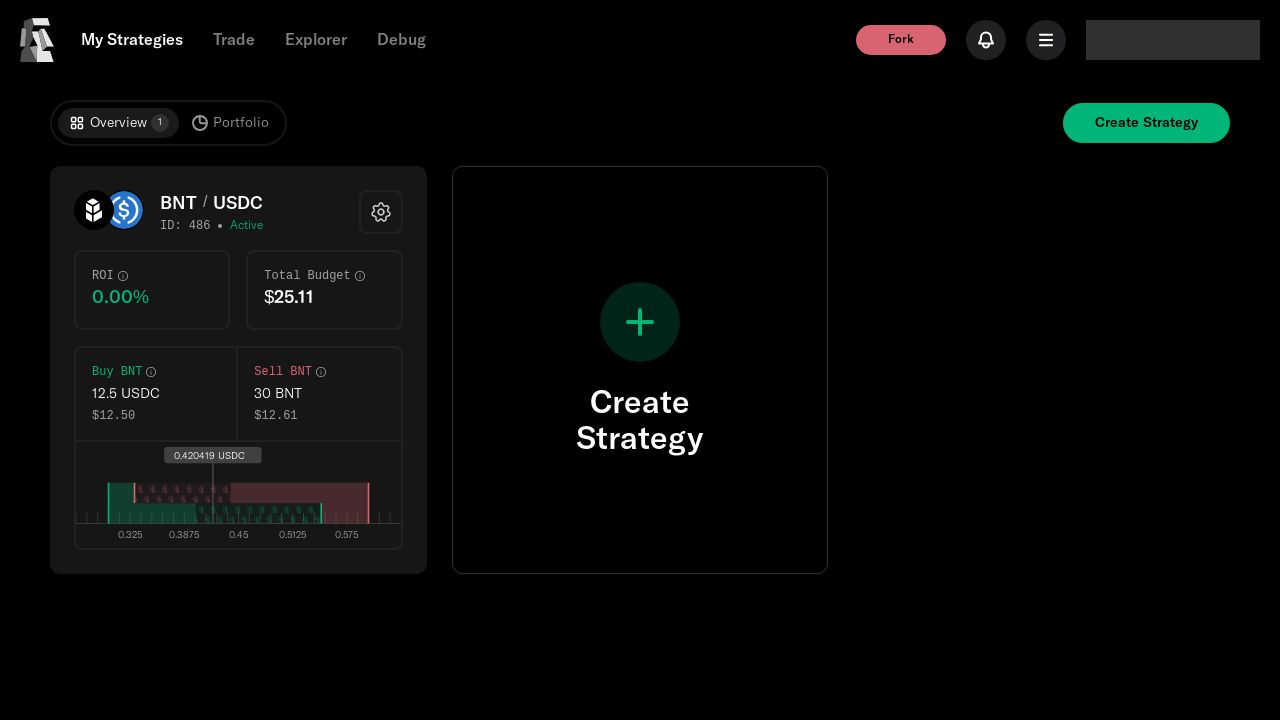 My Strategies Trade Explorer Debug Fork
Overview 1 Portfolio Create Strategy
BNT / USDC
ID: 486 • Active
ROI Total Budget
0.00% $25.11
Buy BNT Sell BNT
12.5 USDC 30 BNT
$12.50 $12.61
0.420419 USDC
0.325 0.3875 0.45 0.5125 0.575
Create
Strategy